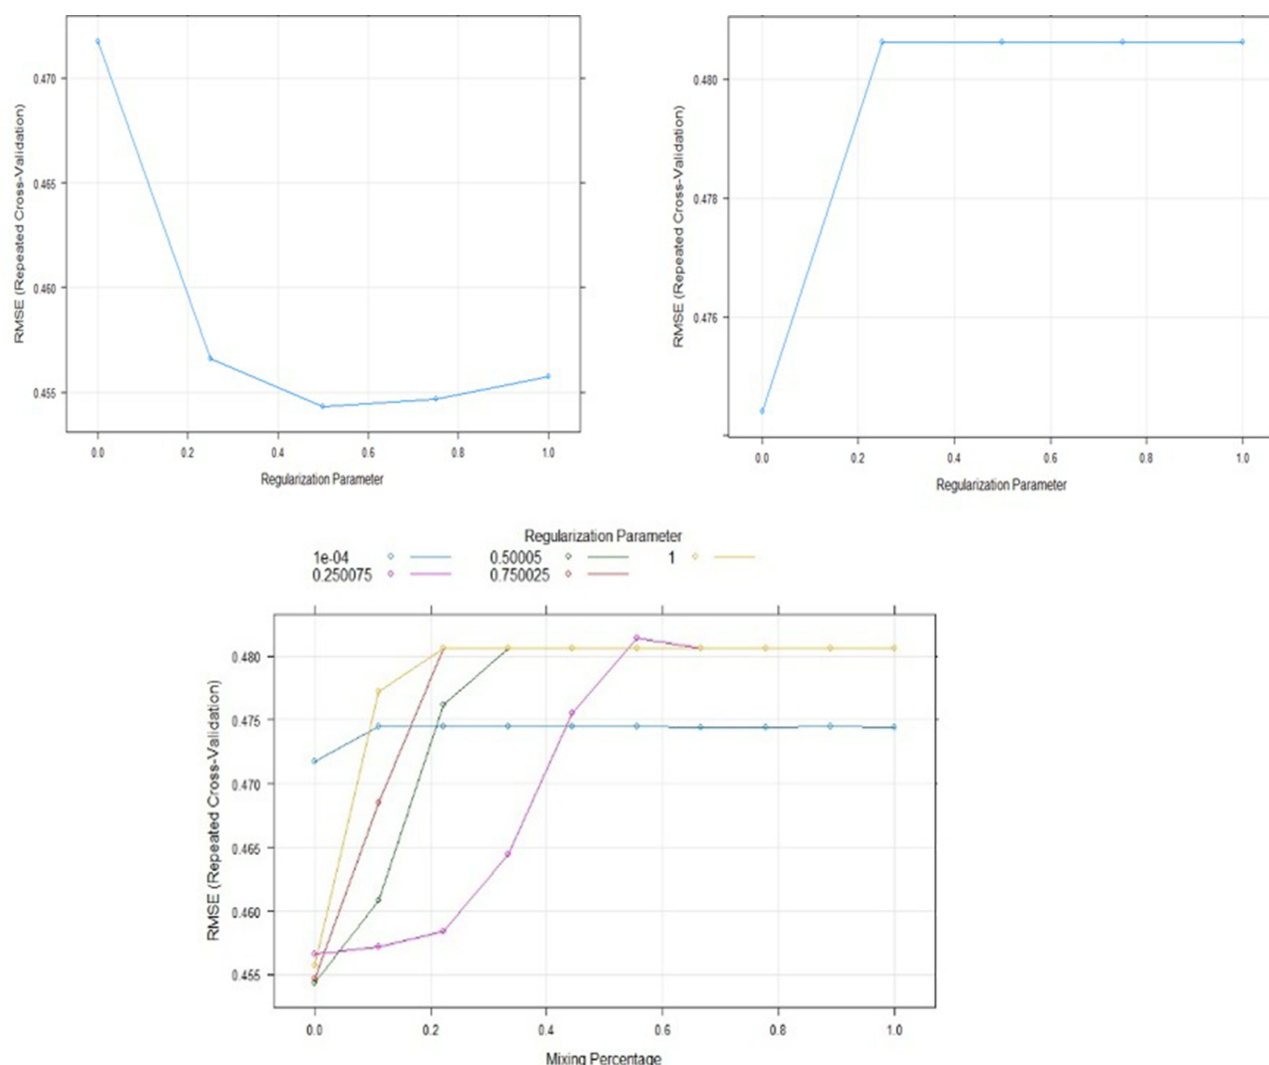 RMSE (Repeated Cross-Validation)
0.470
0.465
0.460
0.455
0.0 0.2 0.4 0.6 0.8 1.0
Regularization Parameter
RMSE (Repeated Cross-Validation)
0.480
0.478
0.476
0.0 0.2 0.4 0.6 0.8 1.0
Regularization Parameter
Regularization Parameter
1e-04 0.50005 1
0.250075 0.750025
RMSE (Repeated Cross-Validation)
0.480
0.475
0.470
0.465
0.460
0.455
0.0 0.2 0.4 0.6 0.8 1.0
Mixing Percentage